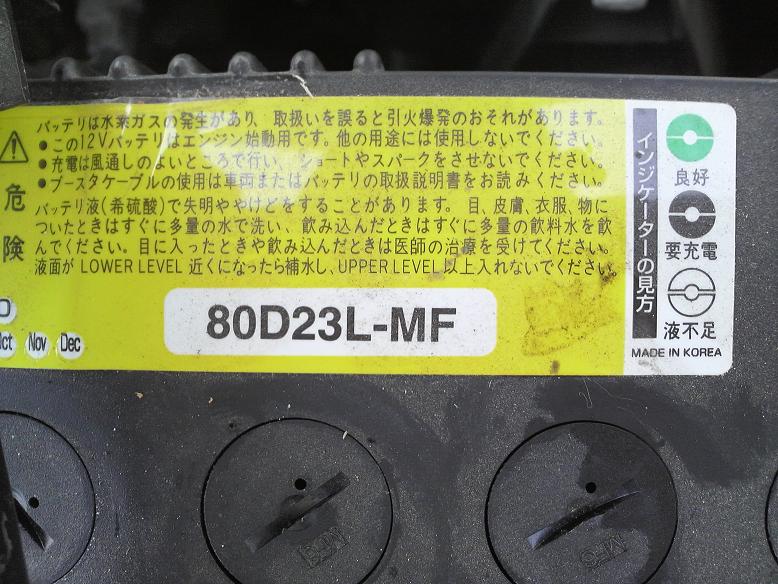 バッテリは水素ガスの発生があり、取扱いを誤ると引火爆発のおそれがあります。
●この12Vバッテリはエンジン始動用です。他の用途には使用しないでください。
●充電は風通しのよいところで行い、ショートやスパークをさせないでください。
●ブースタケーブルの使用は車両またはバッテリの取扱説明書をお読みください。
危険
バッテリ液(希硫酸)で失明ややけどをすることがあります。目、皮膚、衣服、物に
ついたときはすぐに多量の水で洗い、飲み込んだときはすぐに多量の飲料水を飲
んでください。目に入ったときや飲み込んだときは医師の治療を受けてください。
液面が LOWER LEVEL 近くになったら補水し、UPPER LEVEL以上入れないでください。
80D23L-MF
Nov Dec
インジケーターの見方
良好
要充電
液不足
MADE IN KOREA